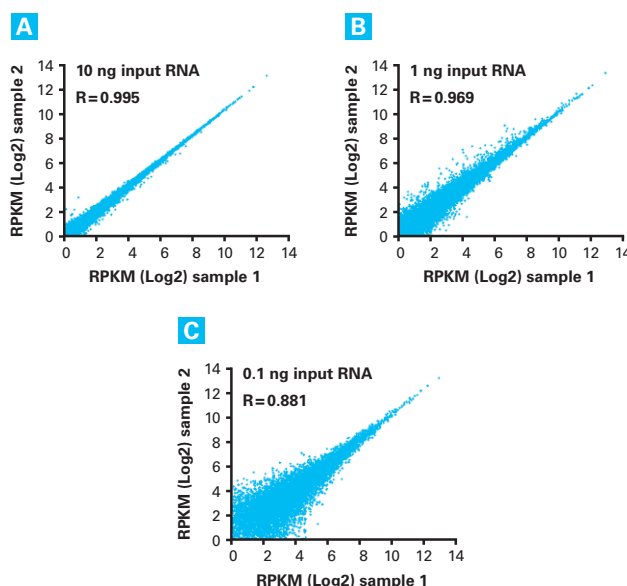 A
10 ng input RNA
R=0.995
RPKM (Log2) sample 2
14
12
10
8
6
4
2
0
0 2 4 6 8 10 12 14
RPKM (Log2) sample 1
B
1 ng input RNA
R=0.969
RPKM (Log2) sample 2
14
12
10
8
6
4
2
0
0 2 4 6 8 10 12 14
RPKM (Log2) sample 1
C
0.1 ng input RNA
R=0.881
RPKM (Log2) sample 2
14
12
10
8
6
4
2
0
0 2 4 6 8 10 12 14
RPKM (Log2) sample 1